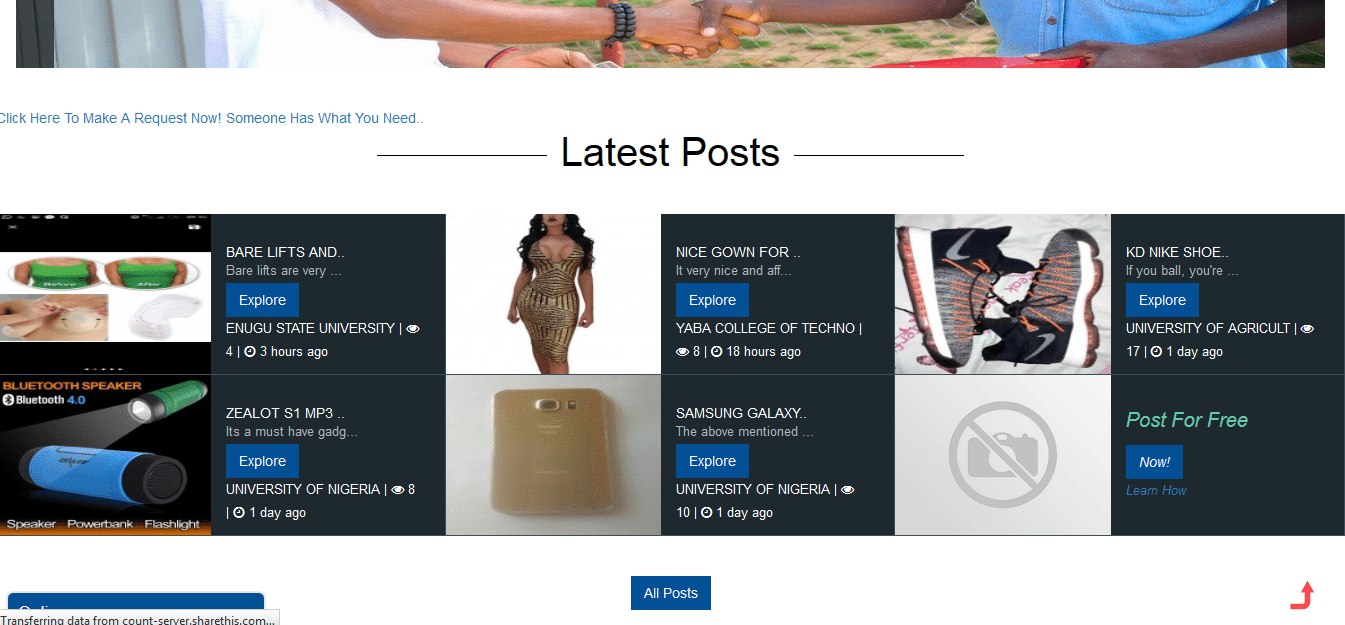 Click Here To Make A Request Now! Someone Has What You Need..
Latest Posts
Before
After
BARE LIFTS AND..
Bare lifts are very ...
Explore
ENUGU STATE UNIVERSITY |
4 | 3 hours ago
NICE GOWN FOR ..
It very nice and aff...
Explore
YABA COLLEGE OF TECHNO |
8 | 18 hours ago
KD NIKE SHOE..
If you ball, you're ...
Explore
UNIVERSITY OF AGRICULT |
17 | 1 day ago
BLUETOOTH SPEAKER
Bluetooth 4.0
Speaker Powerbank Flashlight
ZEALOT S1 MP3 ..
Its a must have gadg...
Explore
UNIVERSITY OF NIGERIA | 8
| 1 day ago
SAMSUNG GALAXY..
The above mentioned ...
Explore
UNIVERSITY OF NIGERIA |
10 | 1 day ago
Post For Free
Now!
Learn How
All Posts
Transferring data from count-server.sharethis.com...